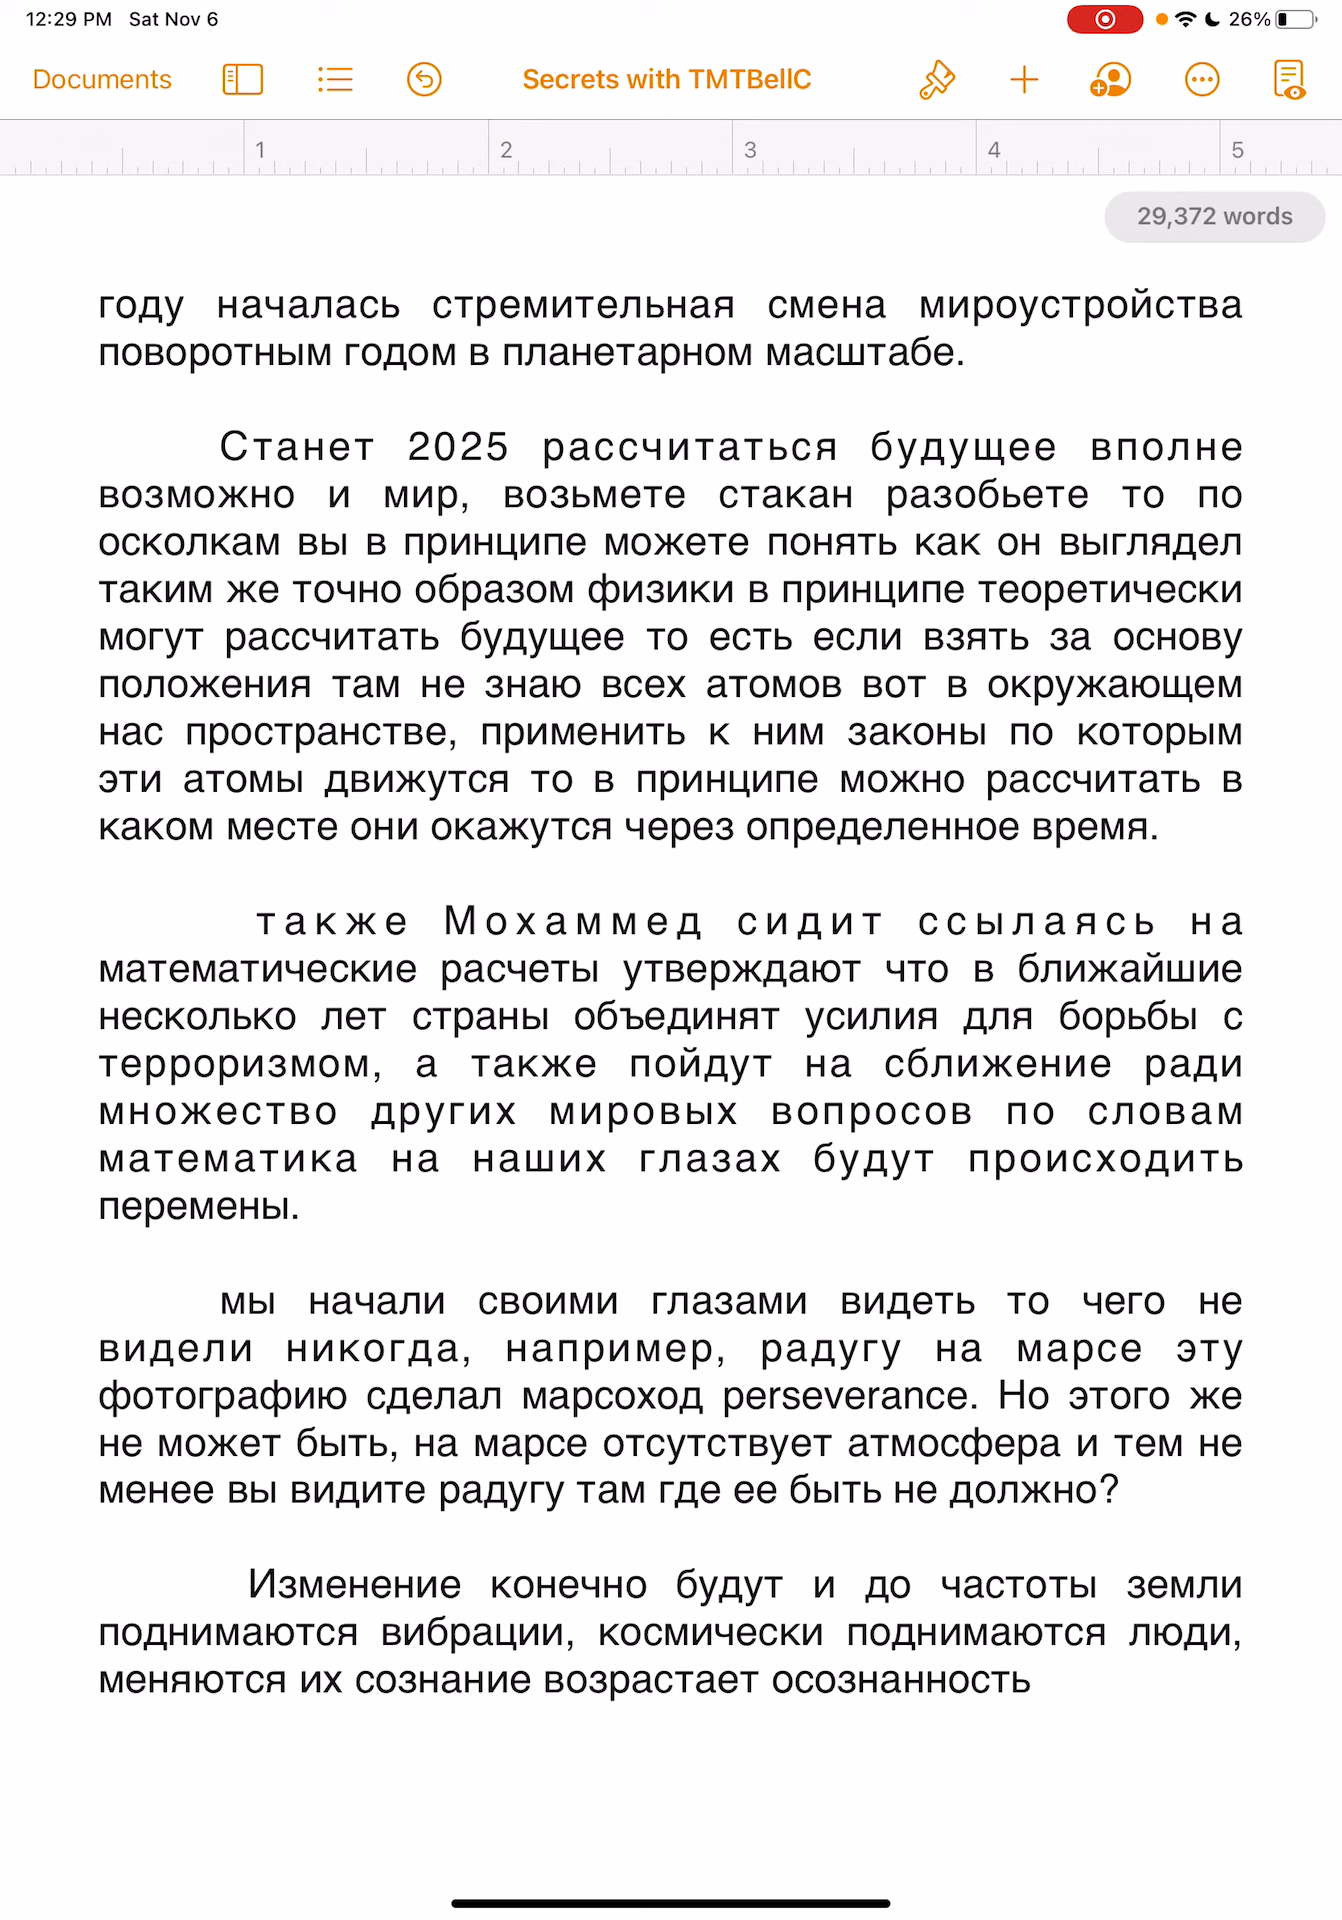 12:29 PM Sat Nov 6
26%
Documents
Secrets with TMTBellC
1 2 3 4 5
29,372 words
году началась стремительная смена мироустройства
поворотным годом в планетарном масштабе.
Станет 2025 рассчитаться будущее вполне
возможно и мир, возьмете стакан разобьете то по
осколкам вы в принципе можете понять как он выглядел
таким же точно образом физики в принципе теоретически
могут рассчитать будущее то есть если взять за основу
положения там не знаю всех атомов вот в окружающем
нас пространстве, применить к ним законы по которым
эти атомы движутся то в принципе можно рассчитать в
каком месте они окажутся через определенное время.
также Мохаммед сидит ссылаясь на
математические расчеты утверждают что в ближайшие
несколько лет страны объединят усилия для борьбы с
терроризмом, а также пойдут на сближение ради
множество других мировых вопросов по словам
математика на наших глазах будут происходить
перемены.
мы начали своими глазами видеть то чего не
видели никогда, например, радугу на марсе эту
фотографию сделал марсоход perseverance. Но этого же
не может быть, на марсе отсутствует атмосфера и тем не
менее вы видите радугу там где ее быть не должно?
Изменение конечно будут и до частоты земли
поднимаются вибрации, космически поднимаются люди,
меняются их сознание возрастает осознанность